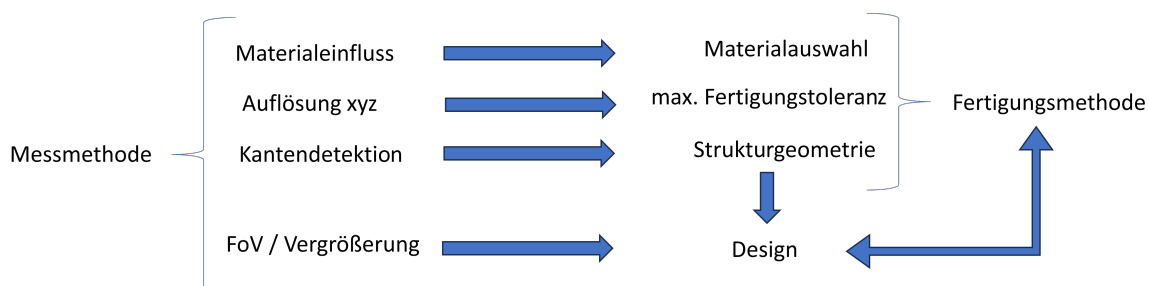 Materialeinfluss
Materialauswahl
Auflösung xyz
max. Fertigungstoleranz
Fertigungsmethode
Messmethode
Kantendetektion
Strukturgeometrie
FoV / Vergrößerung
Design